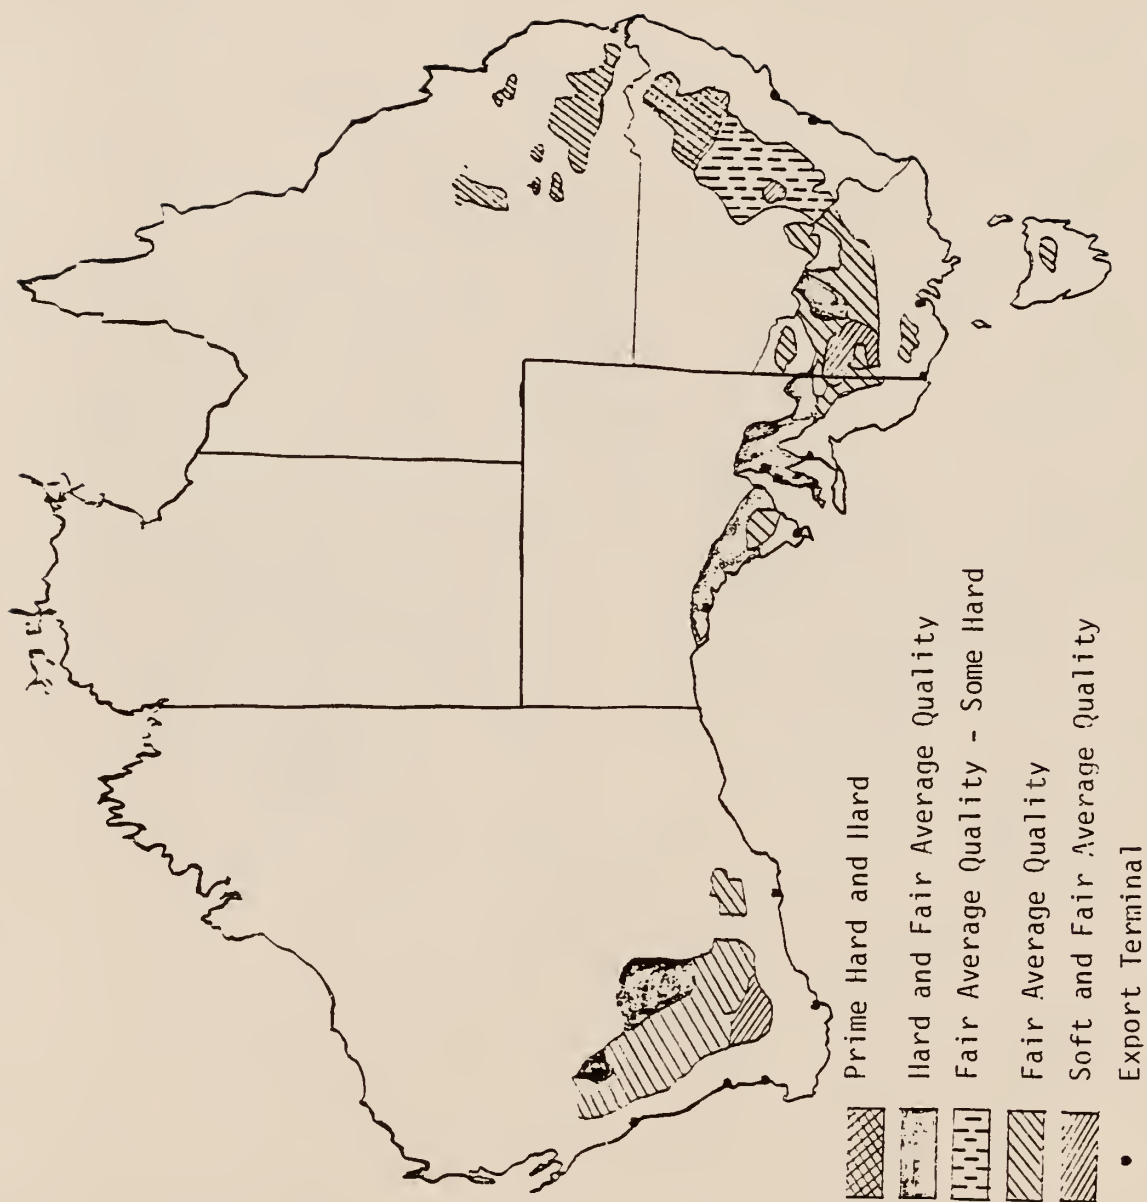 Prime Hard and Hard
Hard and Fair Average Quality
Fair Average Quality - Some Hard
Fair Average Quality
Soft and Fair Average Quality
Export Terminal